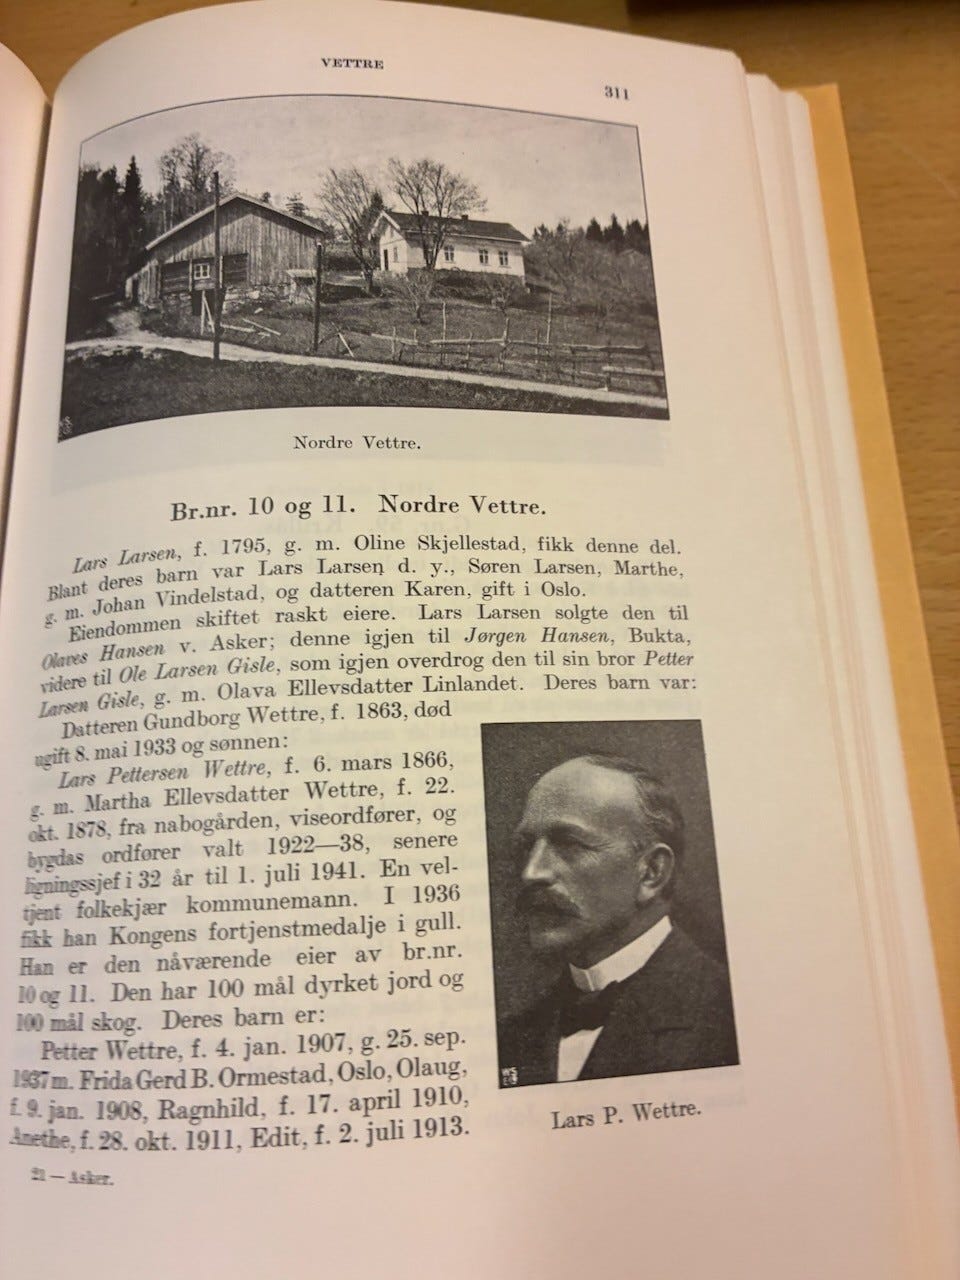 VETTRE
311
Nordre Vettre.
Br.nr. 10 og 11. Nordre Vettre.
Lars Larsen, f. 1795, g. m. Oline Skjellestad, fikk denne del.
Blant deres barn var Lars Larsen d. y., Søren Larsen, Marthe,
g. m. Johan Vindelstad, og datteren Karen, gift i Oslo.
Eiendommen skiftet raskt eiere. Lars Larsen solgte den til
Olaves Hansen v. Asker; denne igjen til Jørgen Hansen, Bukta,
videre til Ole Larsen Gisle, som igjen overdrog den til sin bror Petter
Larsen Gisle, g. m. Olava Ellevsdatter Linlandet. Deres barn var:
Datteren Gundborg Wettre, f. 1863, død
ugift 8. mai 1933 og sønnen:
Lars Pettersen Wettre, f. 6. mars 1866,
g. m. Martha Ellevsdatter Wettre, f. 22.
okt. 1878, fra nabogården, viseordfører, og
bygdas ordfører valt 1922—38, senere
ligningssjef i 32 år til 1. juli 1941. En vel-
tjent folkekjær kommunemann. I 1936
fikk han Kongens fortjenstmedalje i gull.
Han er den nåværende eier av br.nr.
10 og 11. Den har 100 mål dyrket jord og
100 mål skog. Deres barn er:
Petter Wettre, f. 4. jan. 1907, g. 25. sep.
1937 m. Frida Gerd B. Ormestad, Oslo, Olaug,
f. 9. jan. 1908, Ragnhild, f. 17. april 1910,
Anethe, f. 28. okt. 1911, Edit, f. 2. juli 1913.
Lars P. Wettre.
21 — Asker.